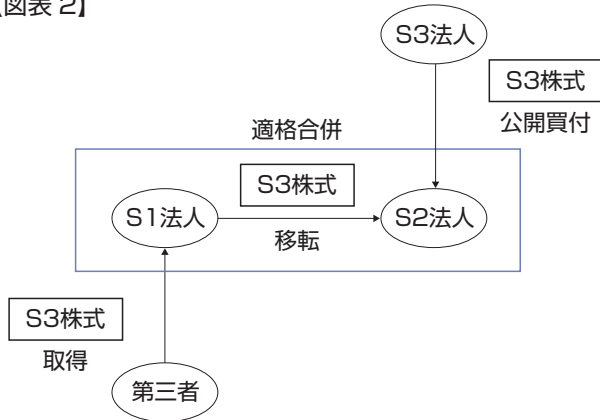 【図表2】
S3法人
S3株式
公開買付
適格合併
S3株式
S1法人
S2法人
移転
S3株式
取得
第三者